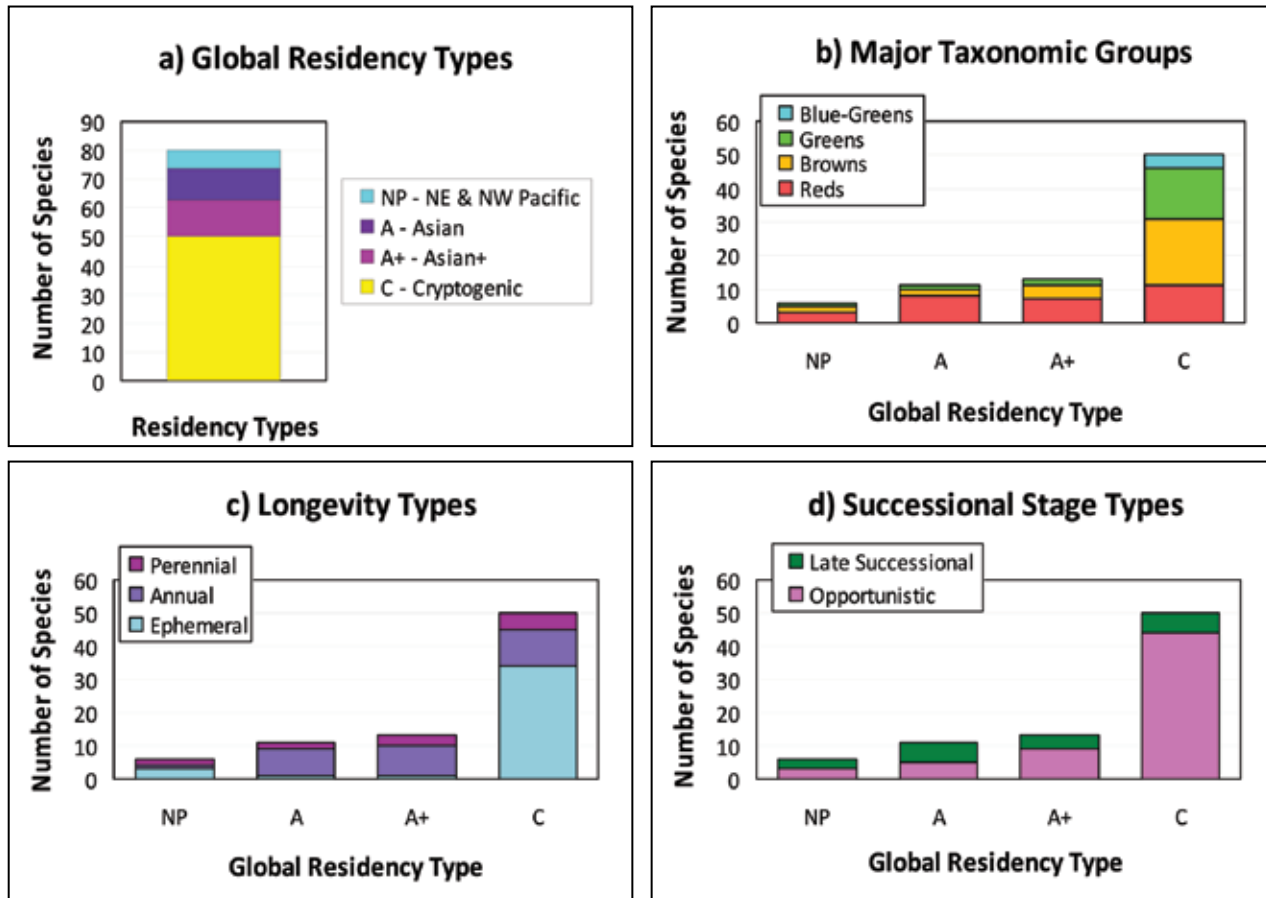 a) Global Residency Types
Number of Species
90
80
70
60
50
40
30
20
10
0
Residency Types
NP - NE & NW Pacific
A - Asian
A+ - Asian+
C - Cryptogenic
b) Major Taxonomic Groups
Blue-Greens
Greens
Browns
Reds
Number of Species
60
50
40
30
20
10
0
NP A A+ C
Global Residency Type
c) Longevity Types
Perennial
Annual
Ephemeral
Number of Species
60
50
40
30
20
10
0
NP A A+ C
Global Residency Type
d) Successional Stage Types
Late Successional
Opportunistic
Number of Species
60
50
40
30
20
10
0
NP A A+ C
Global Residency Type